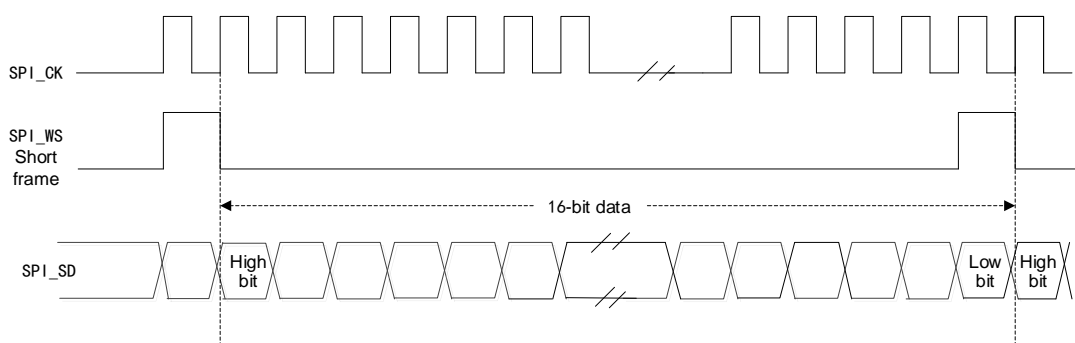 SPI_CK
SPI_WS
Short
frame
16-bit data
SPI_SD
High
bit
Low
bit
High
bit